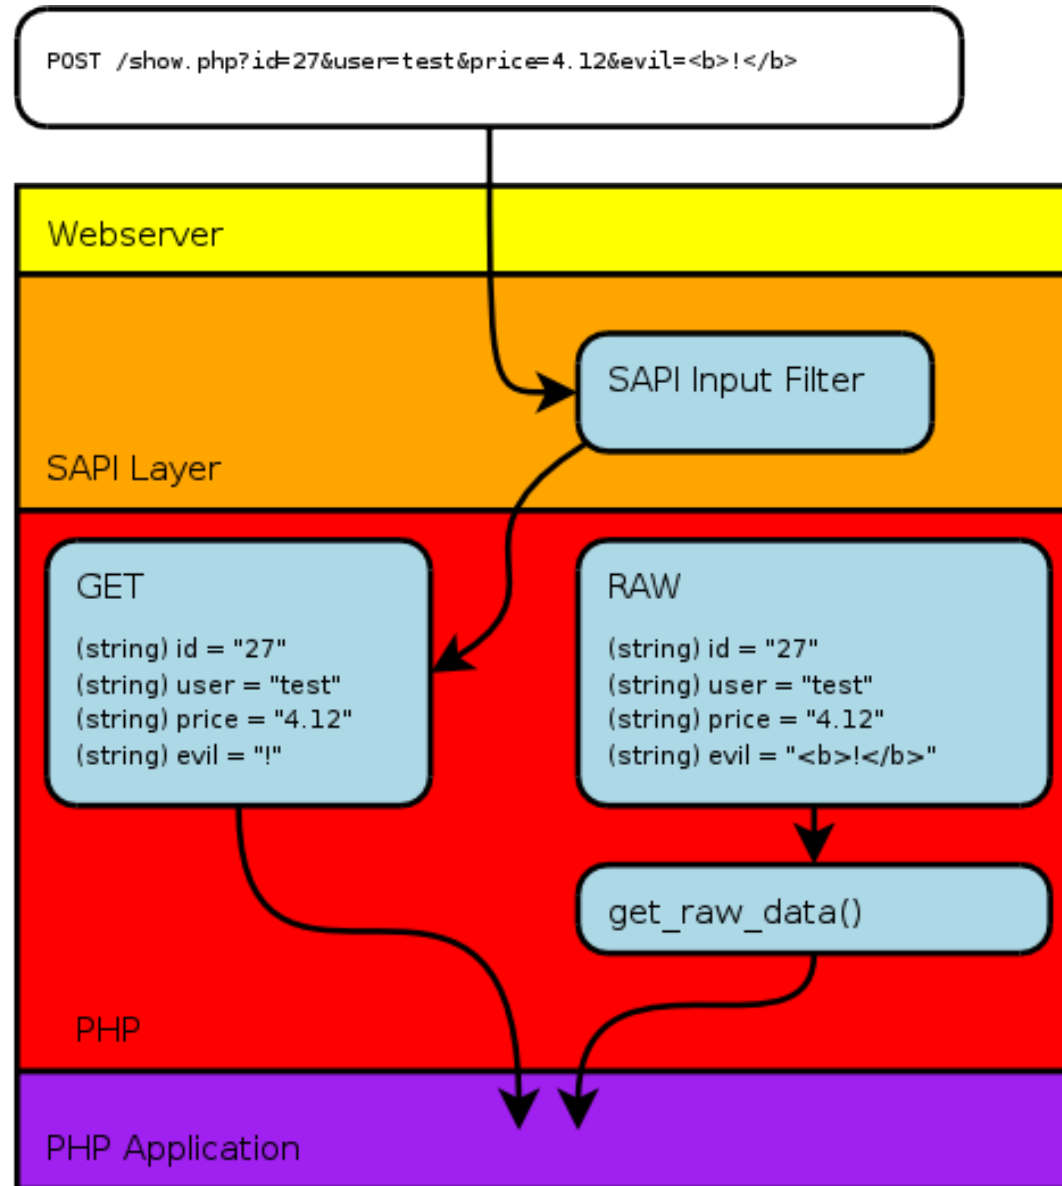 POST /show.php?id=27&user=test&price=4.12&evil=<b>!</b>
Webserver
SAPI Input Filter
SAPI Layer
GET
(string) id = "27"
(string) user = "test"
(string) price = "4.12"
(string) evil = "!"
RAW
(string) id = "27"
(string) user = "test"
(string) price = "4.12"
(string) evil = "<b>!</b>"
get_raw_data()
PHP
PHP Application